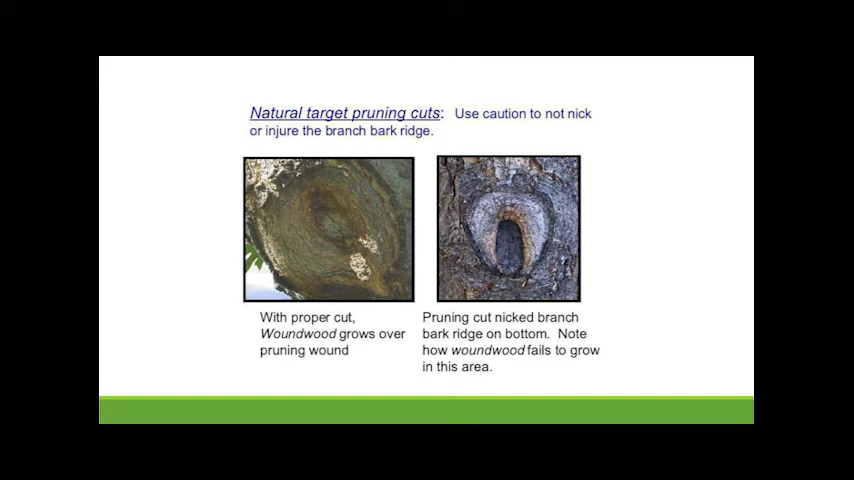 Natural target pruning cuts: Use caution to not nick
or injure the branch bark ridge.
With proper cut,
Woundwood grows over
pruning wound
Pruning cut nicked branch
bark ridge on bottom. Note
how woundwood fails to grow
in this area.